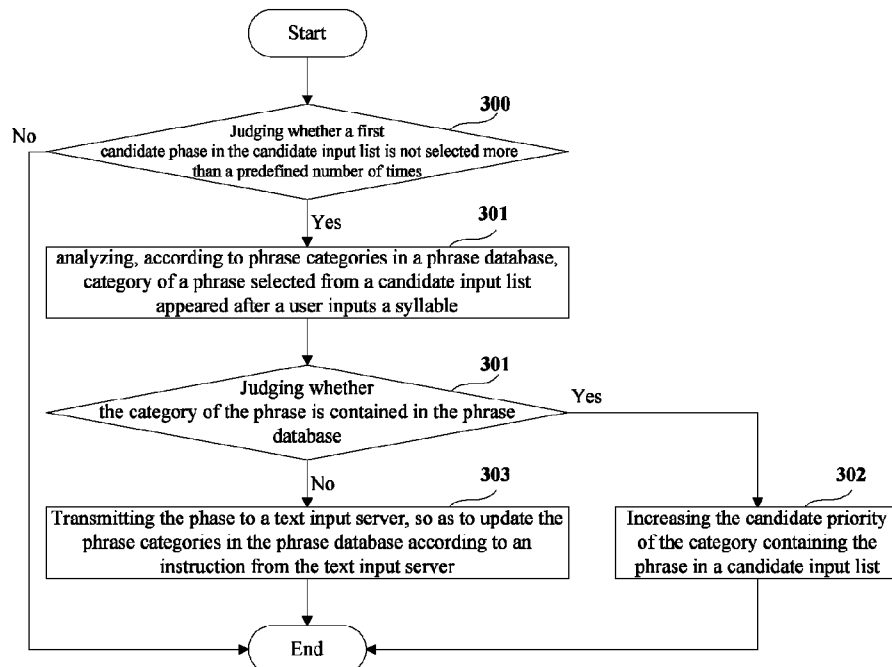 Start
300
No
Judging whether a first
candidate phase in the candidate input list is not selected more
than a predefined number of times
Yes
301
analyzing, according to phrase categories in a phrase database,
category of a phrase selected from a candidate input list
appeared after a user inputs a syllable
301
Judging whether
the category of the phrase is contained in the phrase
database
Yes
No
303
Transmitting the phase to a text input server, so as to update the
phrase categories in the phrase database according to an
instruction from the text input server
302
Increasing the candidate priority
of the category containing the
phrase in a candidate input list
End